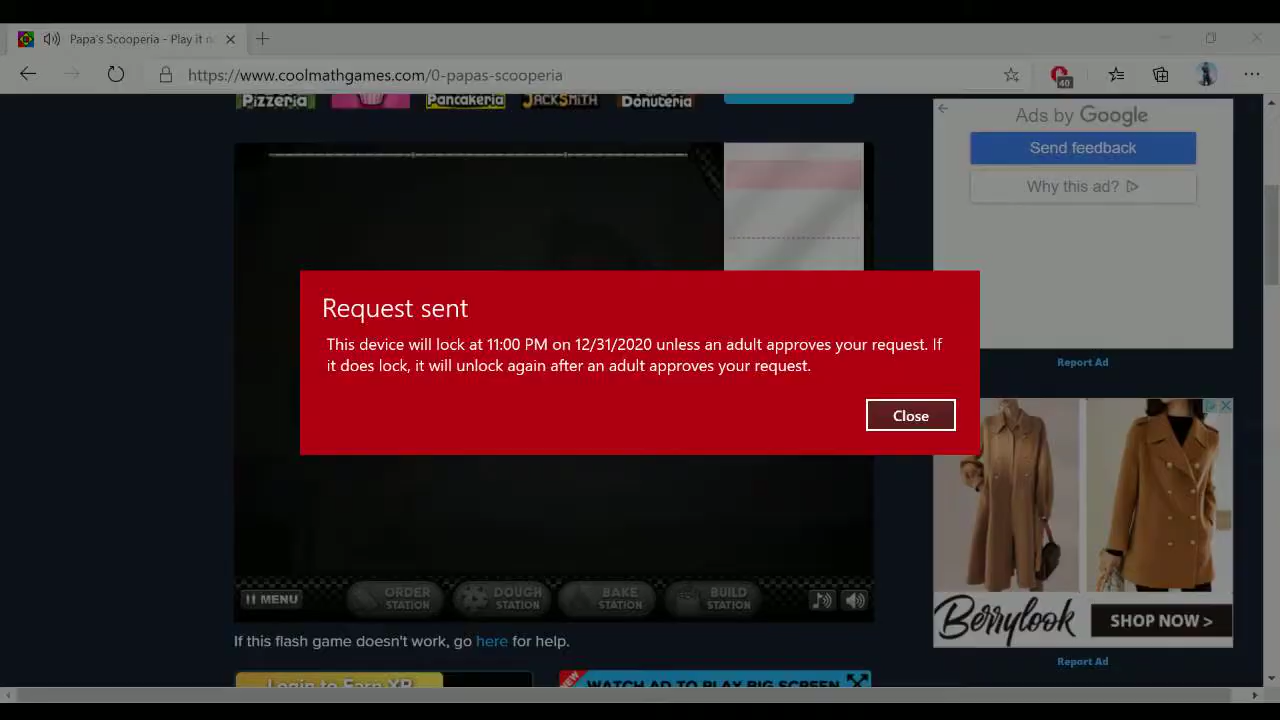 Papa's Scooperia - Play it n
https://www.coolmathgames.com/0-papas-scooperia
40
Pizzeria
Pancakeria
JACKSMITH
Donuteria
Ads by Google
Send feedback
Why this ad?
Request sent
This device will lock at 11:00 PM on 12/31/2020 unless an adult approves your request. If
it does lock, it will unlock again after an adult approves your request.
Close
Report Ad
MENU
ORDER
STATION
DOUGH
STATION
BAKE
STATION
BUILD
STATION
Berrylook
SHOP NOW >
If this flash game doesn't work, go here for help.
Report Ad
Login to Earn XP
NEW
WATCH AD TO PLAY BIG SCREEN